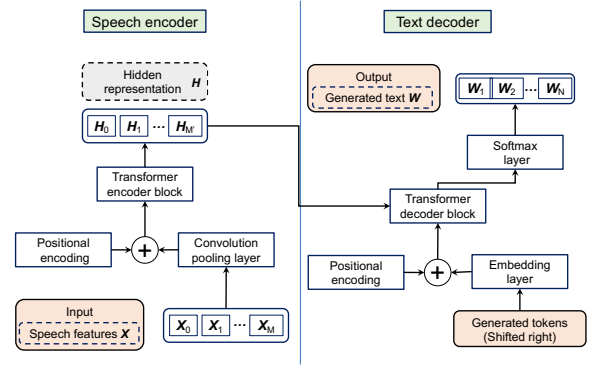 Speech encoder
Hidden
representation H
H0 H1 ... HM'
Transformer
encoder block
Positional
encoding
+
Convolution
pooling layer
Input
Speech features X
X0 X1 ... XM
Text decoder
Output
Generated text W
W1 W2 ... WN
Softmax
layer
Transformer
decoder block
Positional
encoding
+
Embedding
layer
Generated tokens
(Shifted right)